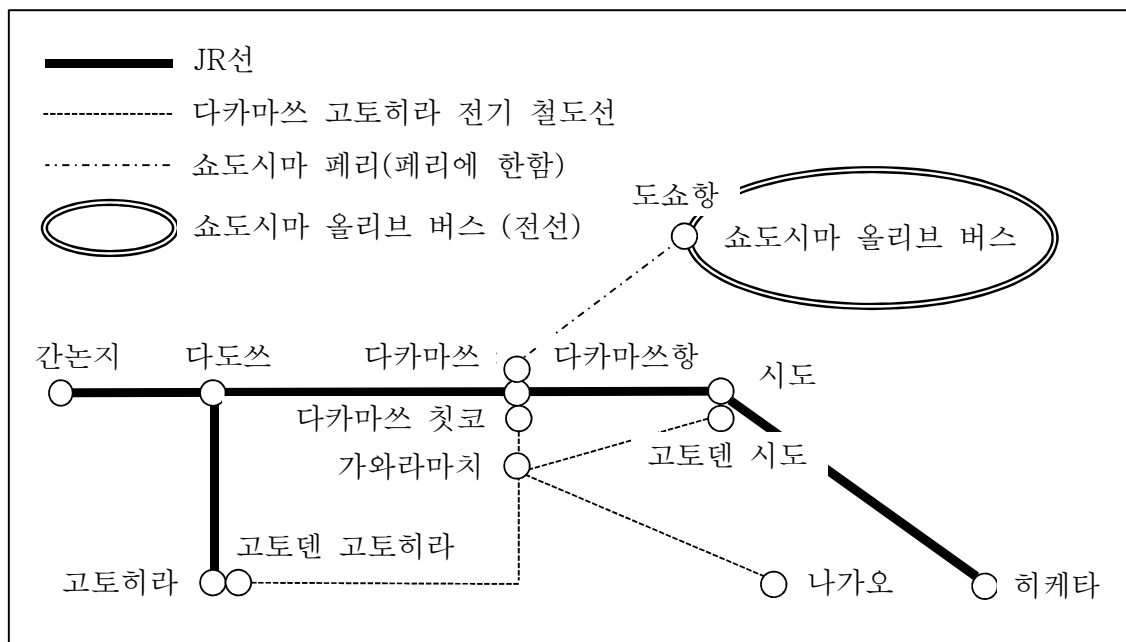 JR선
다카마쓰 고토히라 전기 철도선
쇼도시마 페리(페리에 한함)
쇼도시마 올리브 버스 (전선)
도쇼항
쇼도시마 올리브 버스
간논지
다도쓰
다카마쓰
다카마쓰항
시도
다카마쓰 칫코
가와라마치
고토덴 시도
고토덴 고토히라
고토히라
나가오
히케타